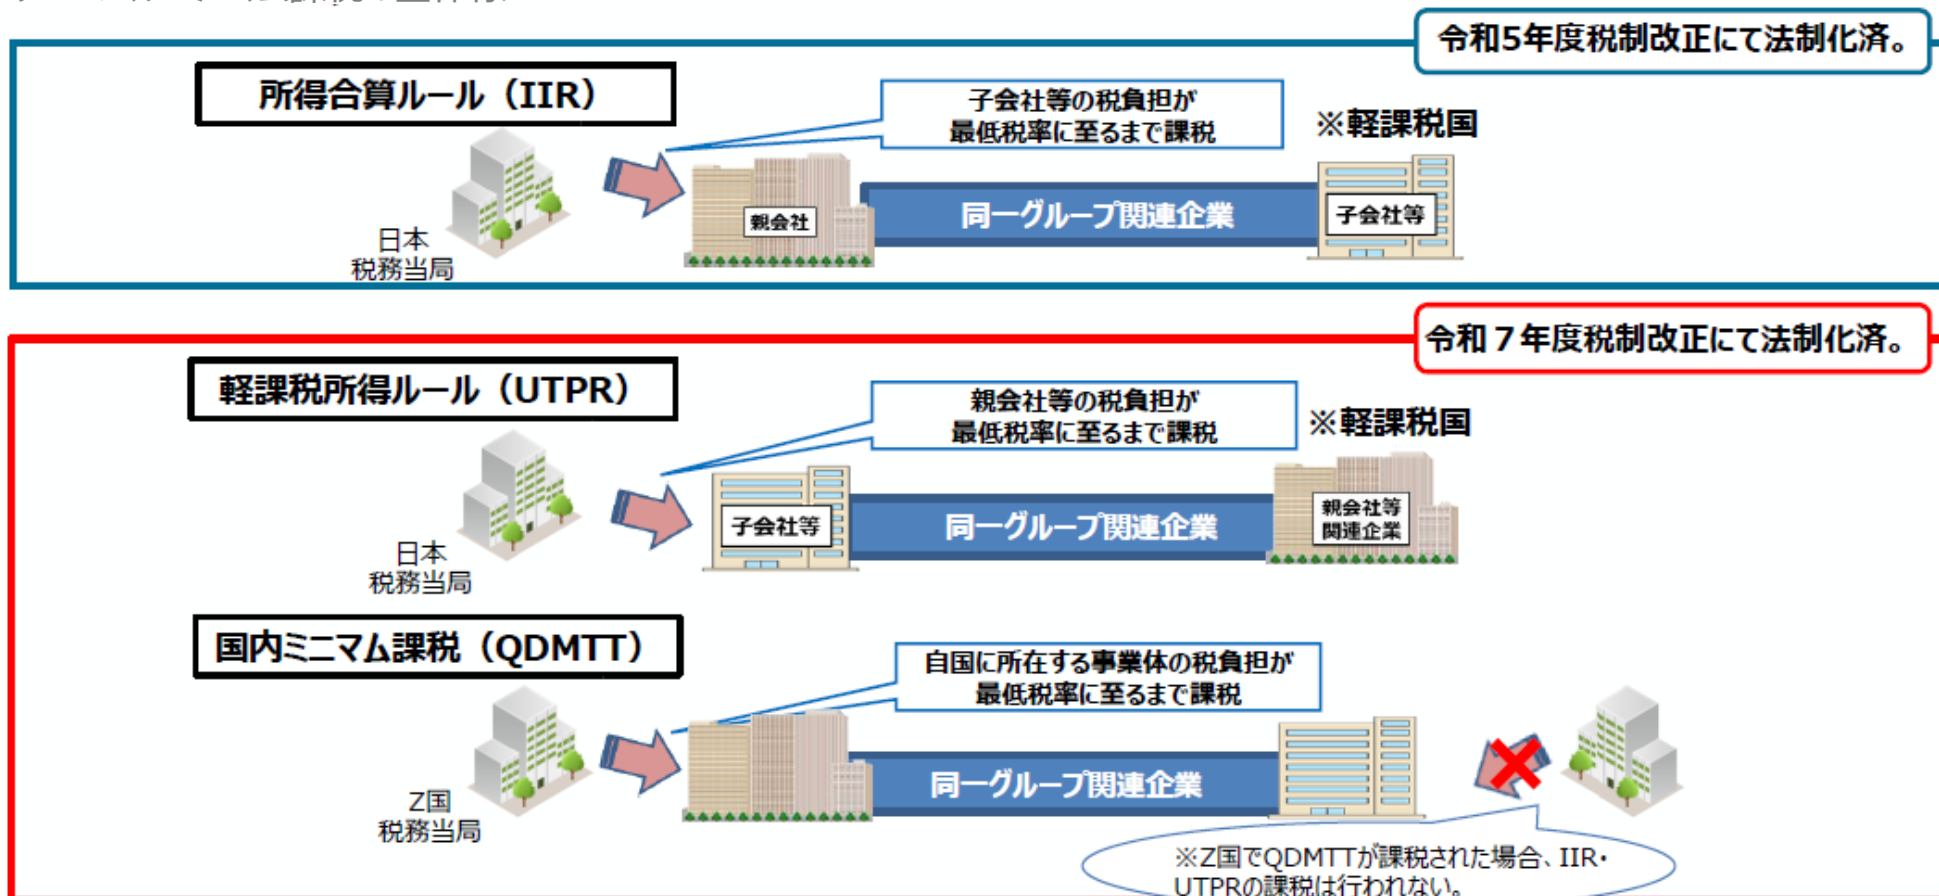 令和5年度税制改正にて法制化済。
所得合算ルール（IIR）
子会社等の税負担が
最低税率に至るまで課税
※軽課税国
親会社
同一グループ関連企業
子会社等
日本
税務当局
令和７年度税制改正にて法制化済。
軽課税所得ルール（UTPR）
親会社等の税負担が
最低税率に至るまで課税
※軽課税国
子会社等
同一グループ関連企業
親会社等
関連企業
日本
税務当局
国内ミニマム課税（QDMTT）
自国に所在する事業体の税負担が
最低税率に至るまで課税
同一グループ関連企業
Z国
税務当局
※Z国でQDMTTが課税された場合、IIR・
UTPRの課税は行われない。